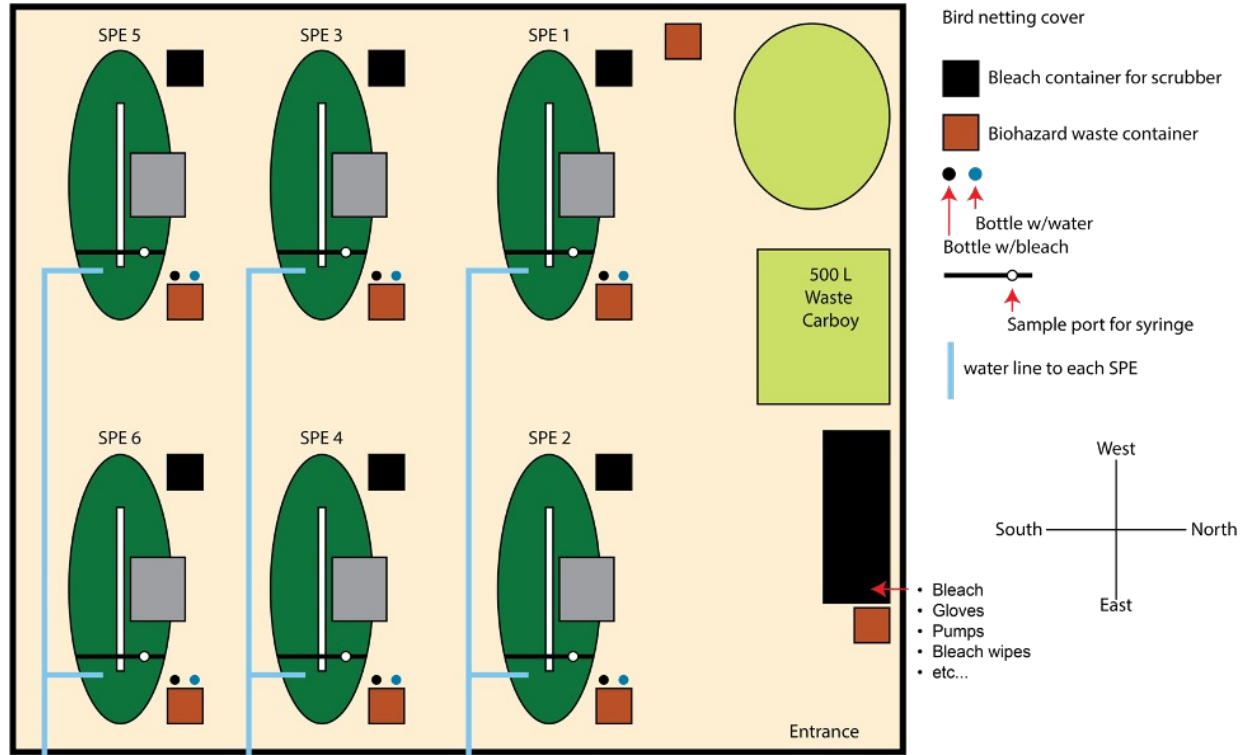 SPE 5
SPE 3
SPE 1
500 L
Waste
Carboy
SPE 6
SPE 4
SPE 2
Entrance
Bird netting cover
Bleach container for scrubber
Biohazard waste container
Bottle w/water
Bottle w/bleach
Sample port for syringe
water line to each SPE
West
South
North
East
• Bleach
• Gloves
• Pumps
• Bleach wipes
• etc...